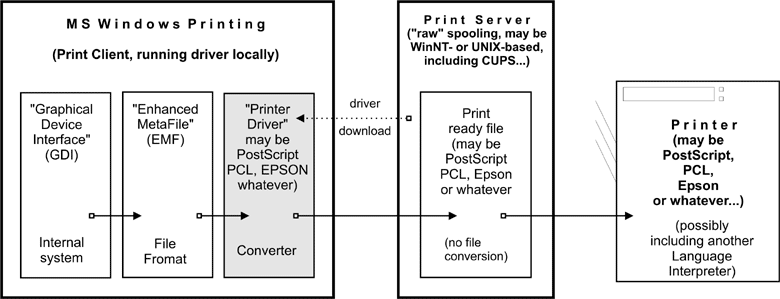 MS Windows Printing
(Print Client, running driver locally)
"Graphical
Device
Interface"
(GDI)
Internal
system
"Enhanced
MetaFile"
(EMF)
File
Fromat
"Printer
Driver"
may be
PostScript
PCL, EPSON
whatever)
Converter
driver
download
Print Server
("raw" spooling, may be
WinNT- or UNIX-based,
including CUPS...)
Print
ready file
(may be
PostScript
PCL, Epson
or whatever
(no file
conversion)
Printer
(may be
PostScript,
PCL,
Epson
or whatever...)
(possibly
including another
Language
Interpreter)